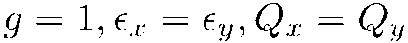 g = 1, ϵ_x = ϵ_y, Q_x = Q_y